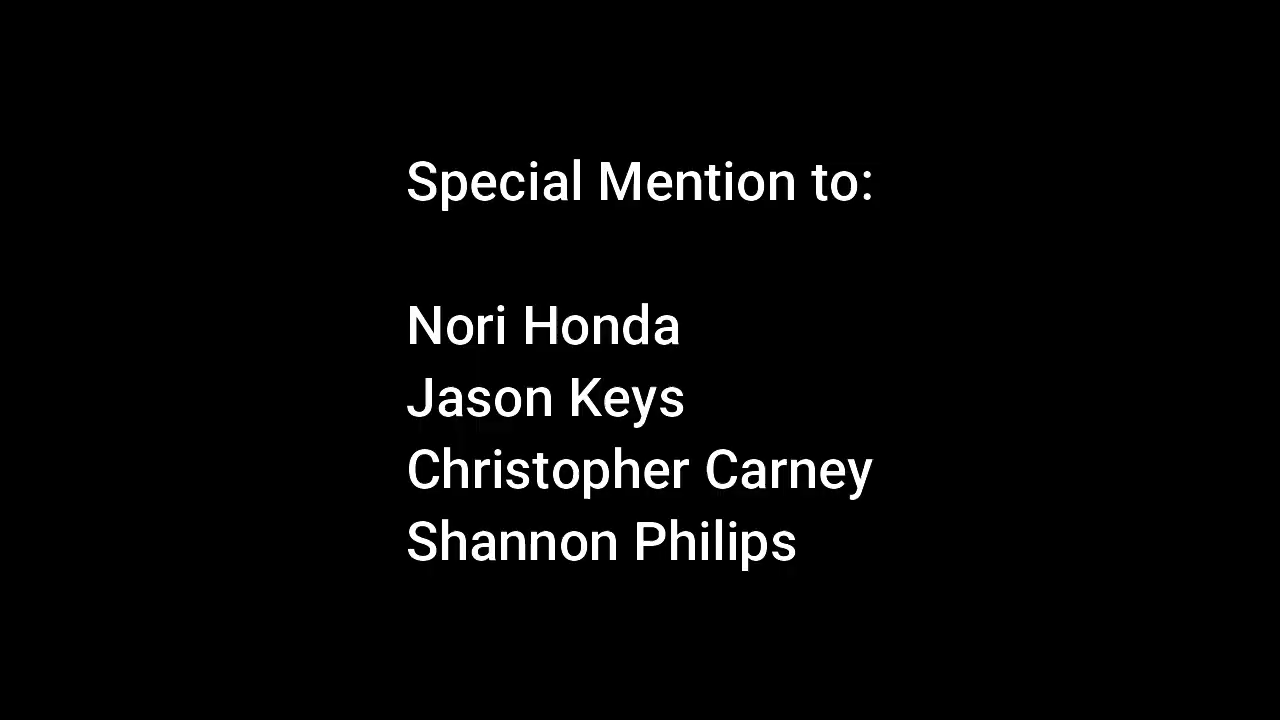 Special Mention to:
Nori Honda
Jason Keys
Christopher Carney
Shannon Philips